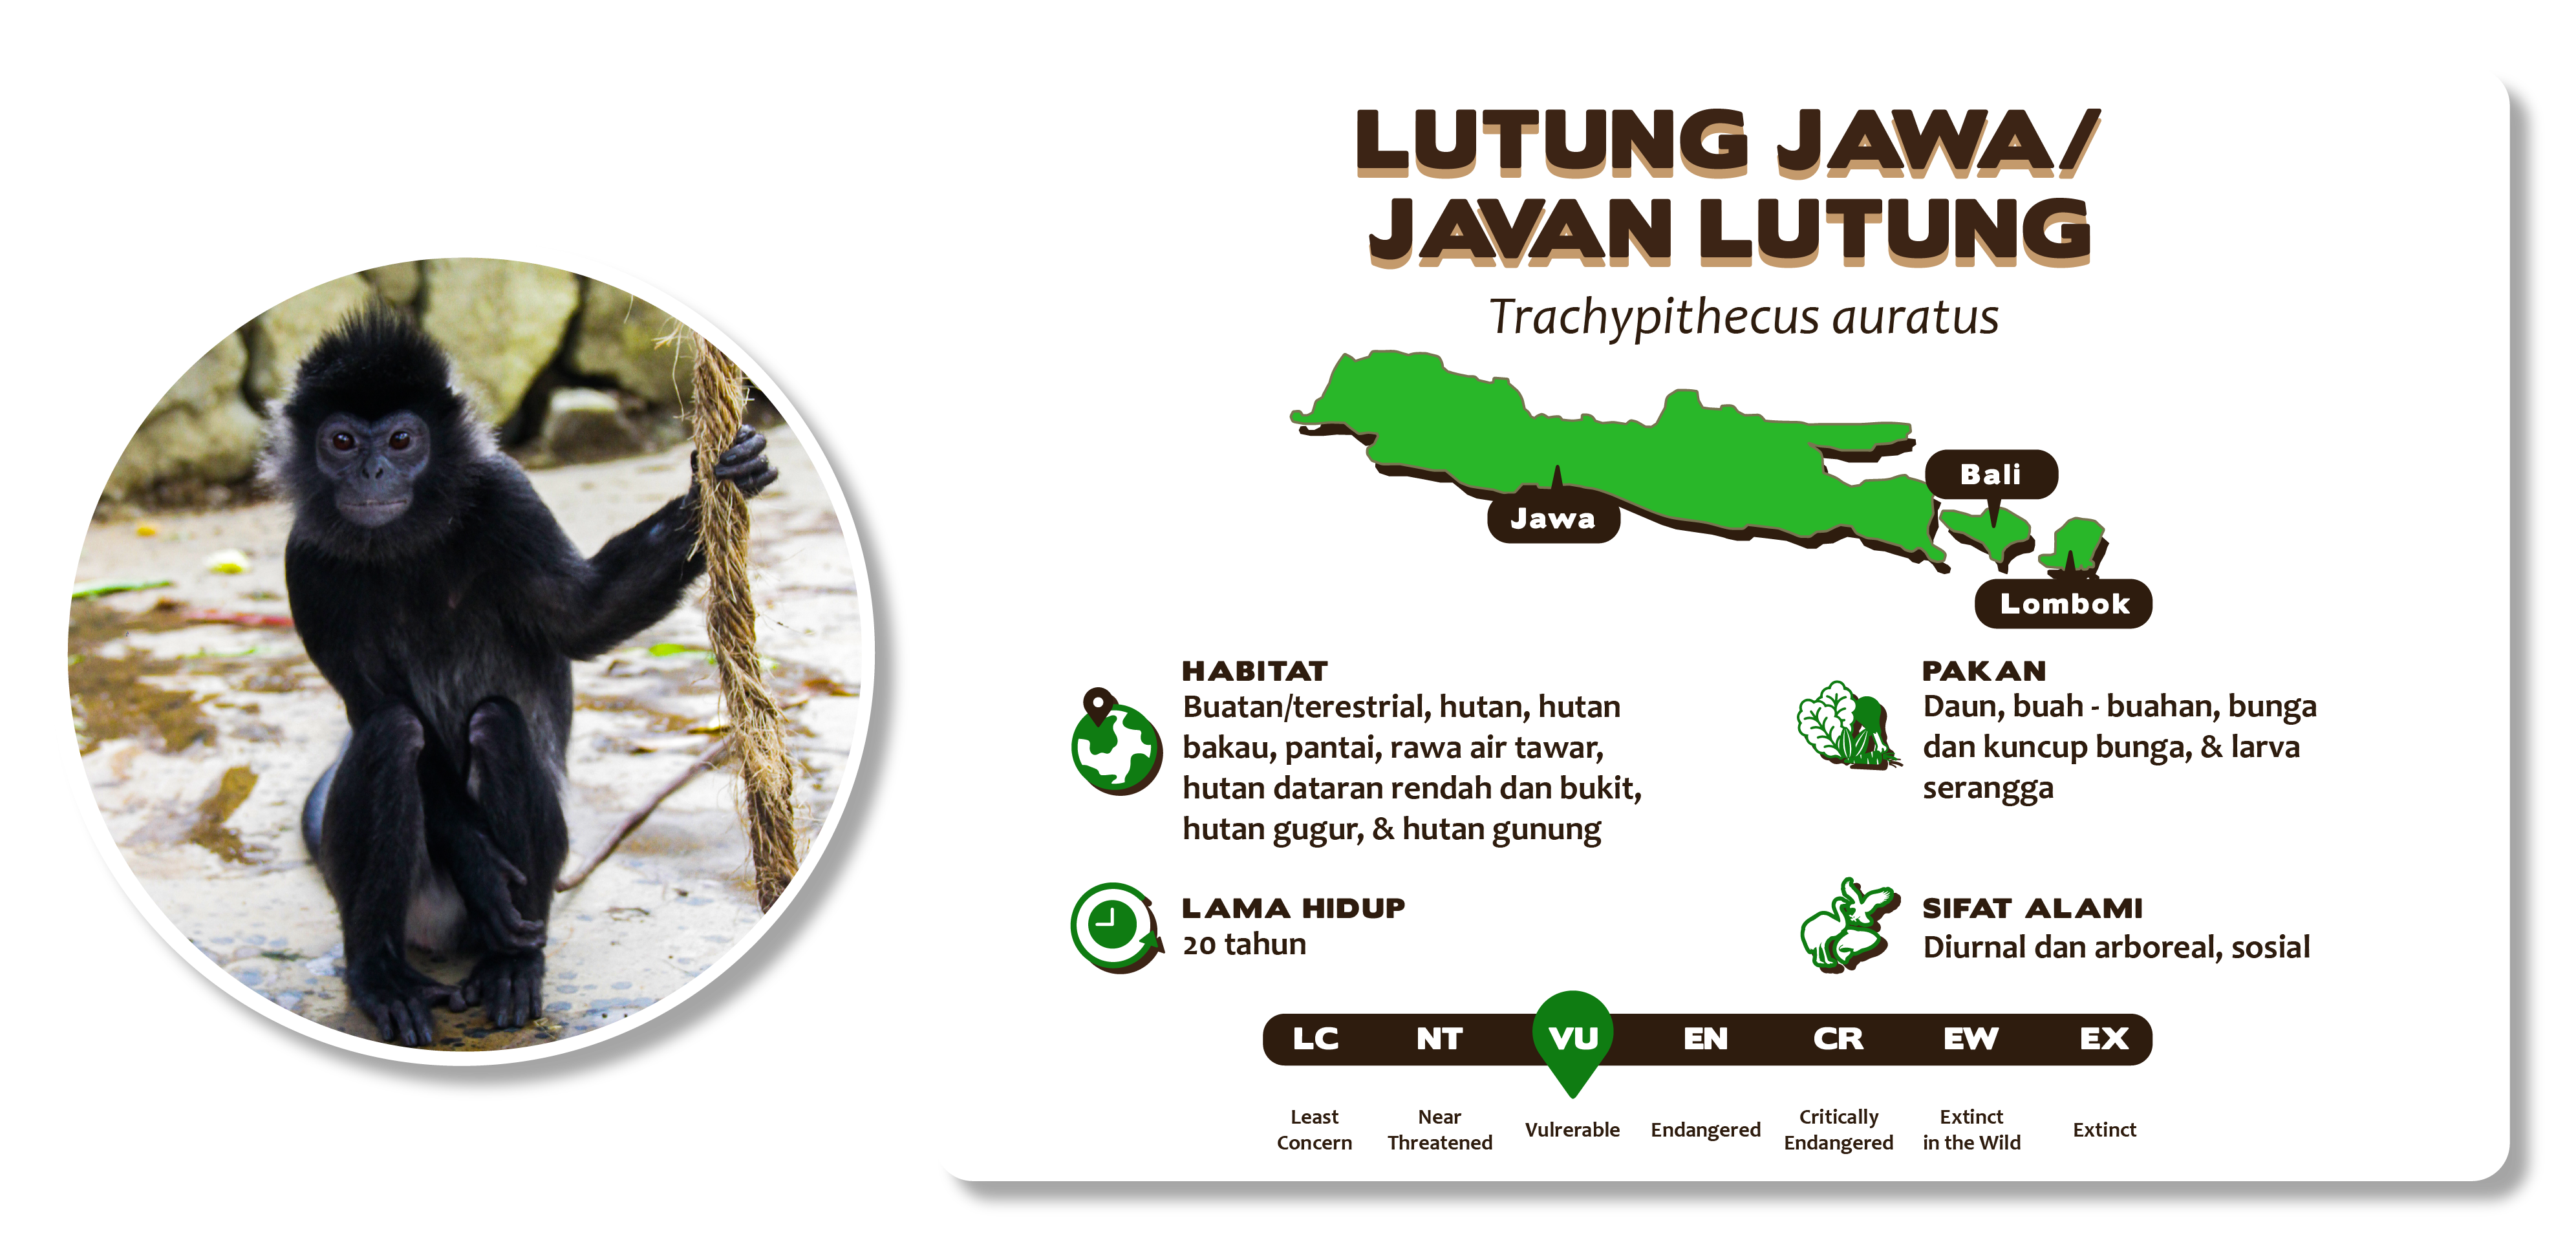 LUTUNG JAWA/
JAVAN LUTUNG
Trachypithecus auratus
Bali
Jawa
Lombok
HABITAT
Buatan/terestrial, hutan, hutan
bakau, pantai, rawa air tawar,
hutan dataran rendah dan bukit,
hutan gugur, & hutan gunung
PAKAN
Daun, buah - buahan, bunga
dan kuncup bunga, & larva
serangga
LAMA HIDUP
20 tahun
SIFAT ALAMI
Diurnal dan arboreal, sosial
LC NT VU EN CR EW EX
Least
Concern
Near
Threatened
Vulrerable
Endangered
Critically
Endangered
Extinct
in the Wild
Extinct